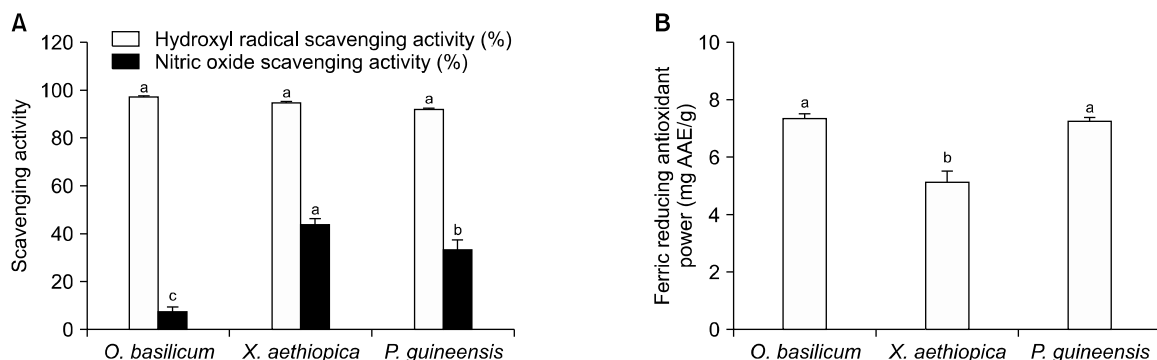 A
Hydroxyl radical scavenging activity (%)
Nitric oxide scavenging activity (%)
Scavenging activity
120
100
80
60
40
20
0
a
a
a
c
a
b
O. basilicum X. aethiopica P. guineensis
B
Ferric reducing antioxidant
power (mg AAE/g)
10
8
6
4
2
0
a
b
a
O. basilicum X. aethiopica P. guineensis